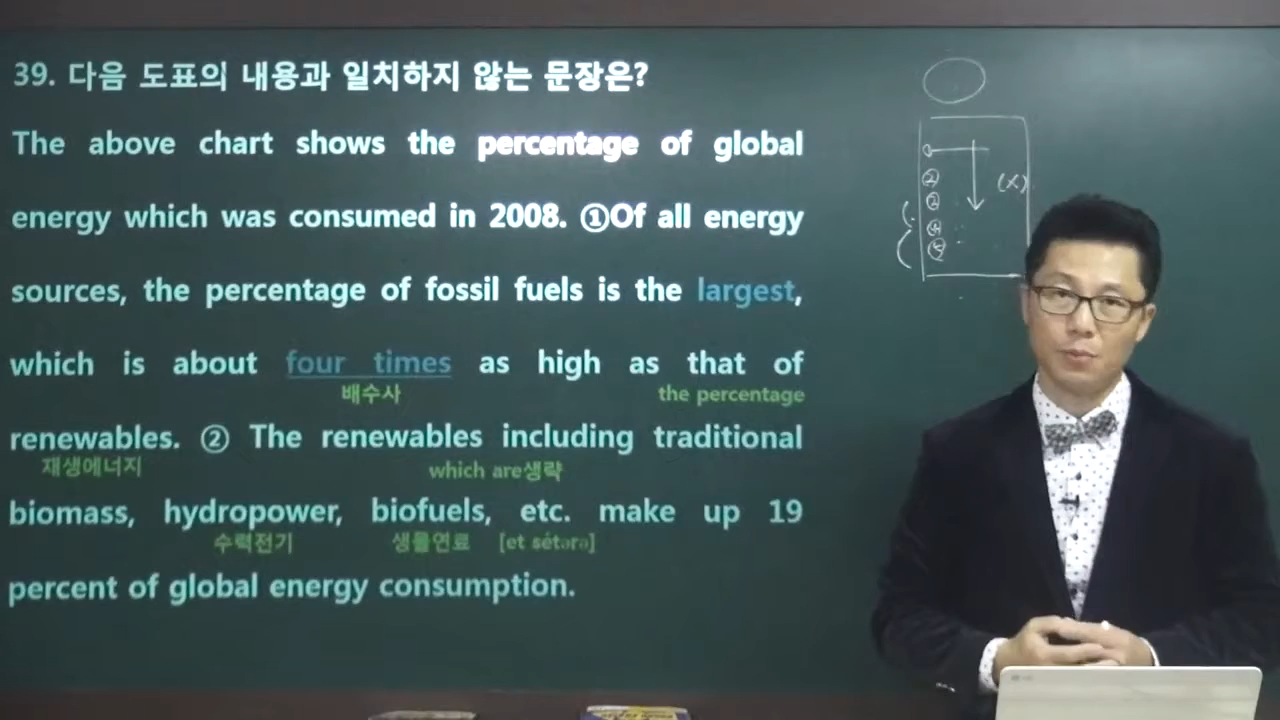 39. 다음 도표의 내용과 일치하지 않는 문장은?
The above chart shows the percentage of global
energy which was consumed in 2008. ①Of all energy
sources, the percentage of fossil fuels is the largest,
which is about four times as high as that of
배수사 the percentage
renewables. ② The renewables including traditional
재생에너지 which are생략
biomass, hydropower, biofuels, etc. make up 19
수력전기 생물연료 [et sétərə]
percent of global energy consumption.
② 
(X)
④
⑤